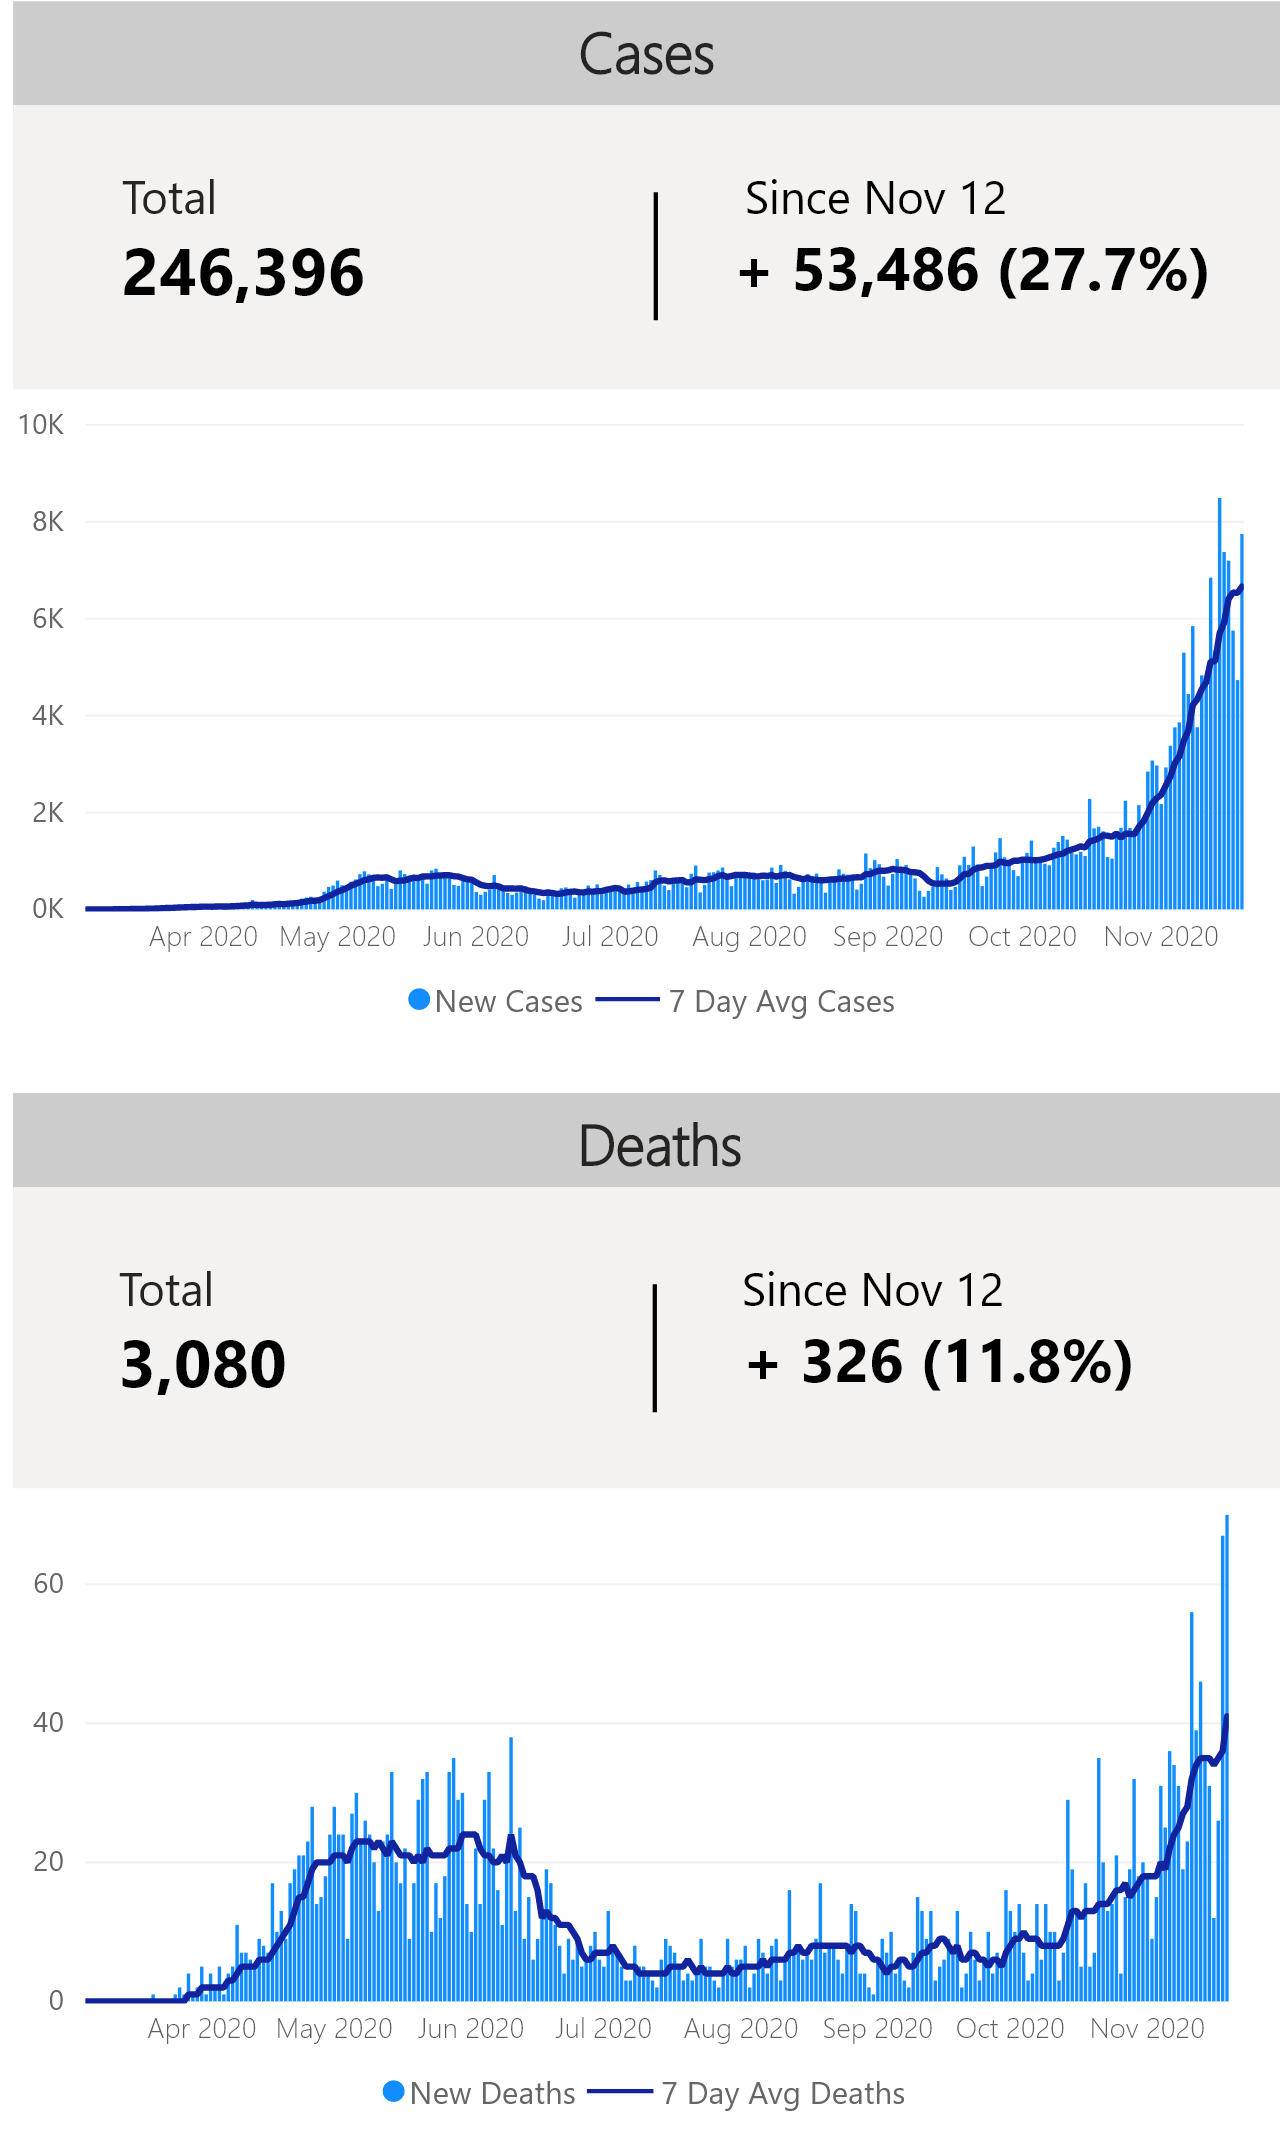 Cases
Total
246,396
Since Nov 12
+ 53,486 (27.7%)
10K
8K
6K
4K
2K
0K
Apr 2020 May 2020 Jun 2020 Jul 2020 Aug 2020 Sep 2020 Oct 2020 Nov 2020
New Cases 7 Day Avg Cases
Deaths
Total
3,080
Since Nov 12
+ 326 (11.8%)
60
40
20
0
Apr 2020 May 2020 Jun 2020 Jul 2020 Aug 2020 Sep 2020 Oct 2020 Nov 2020
New Deaths 7 Day Avg Deaths